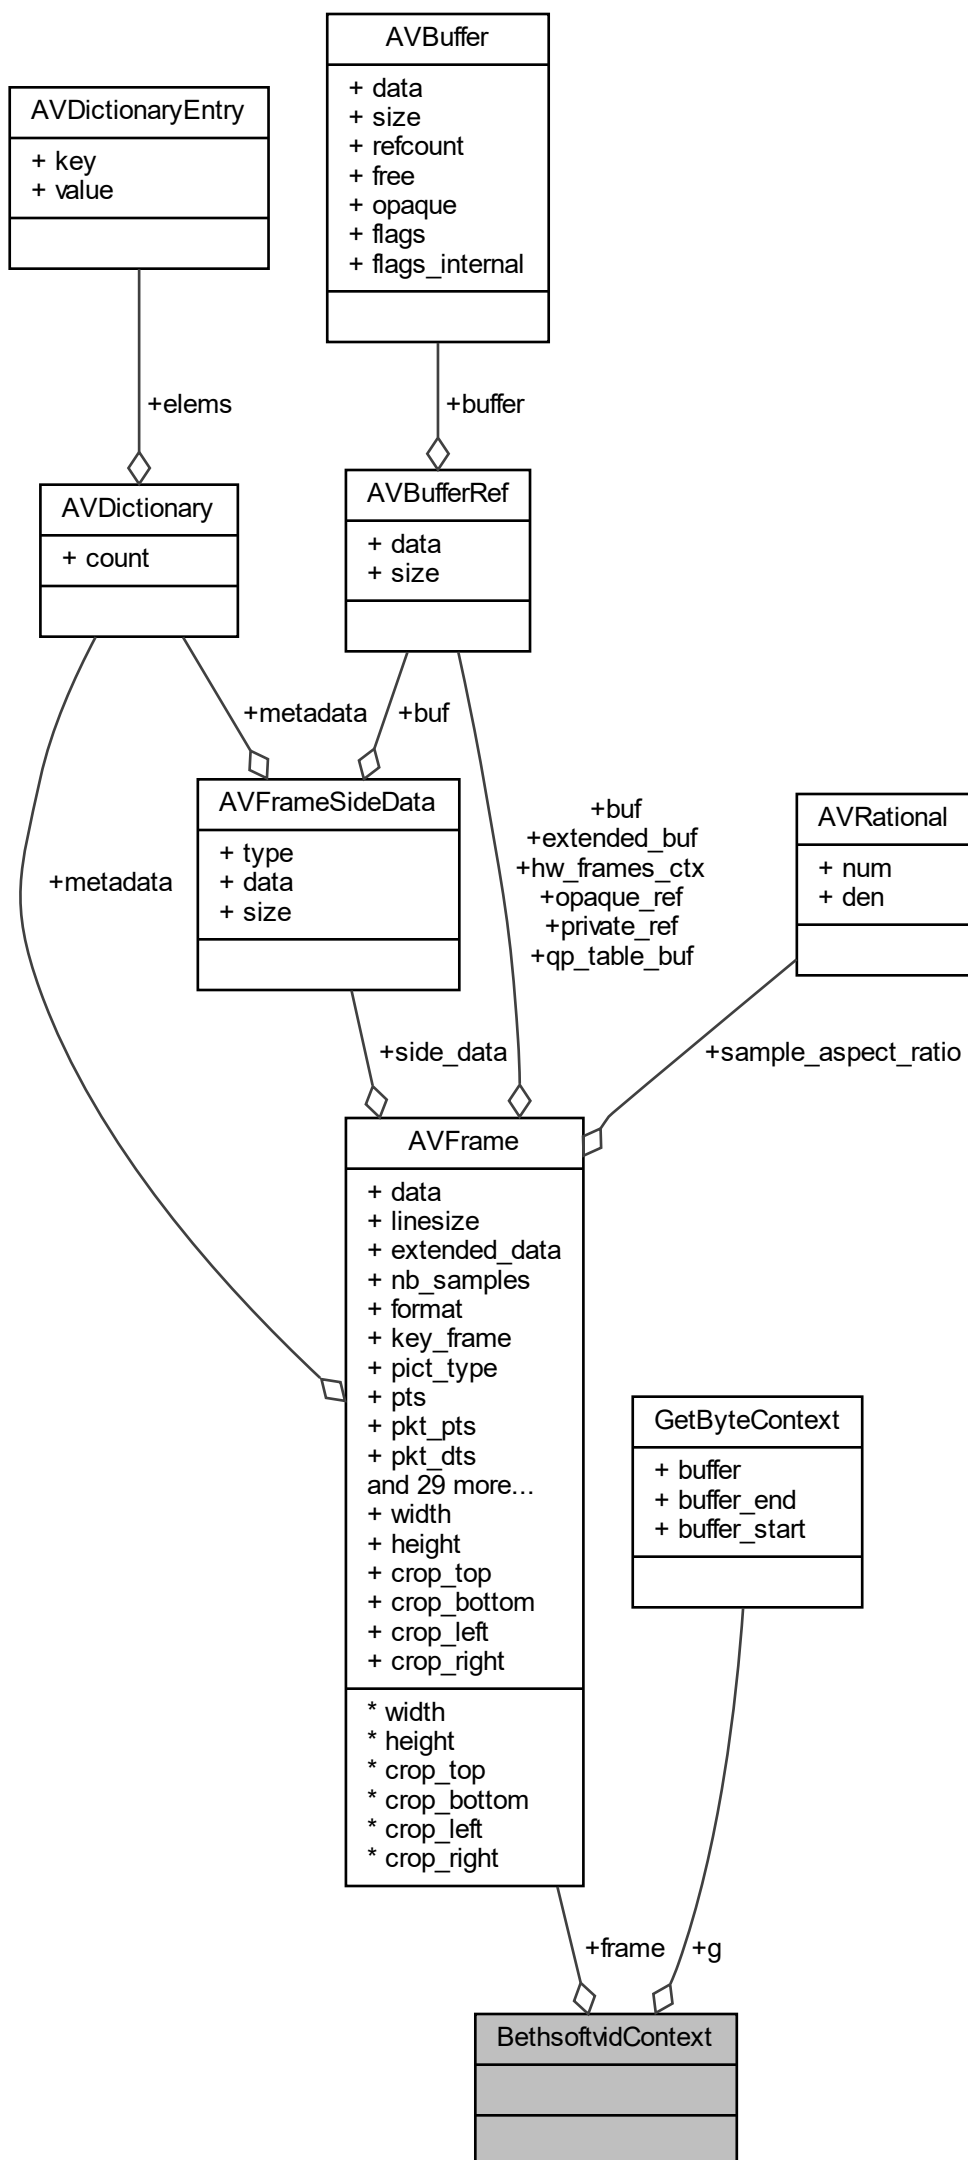 AVBuffer
+ data
+ size
+ refcount
+ free
+ opaque
+ flags
+ flags_internal
AVDictionaryEntry
+ key
+ value
+elems
+buffer
AVDictionary
+ count
AVBufferRef
+ data
+ size
+metadata
+buf
AVFrameSideData
+ type
+ data
+ size
+buf
+extended_buf
+hw_frames_ctx
+opaque_ref
+private_ref
+qp_table_buf
AVRational
+ num
+ den
+metadata
+side_data
+sample_aspect_ratio
AVFrame
+ data
+ linesize
+ extended_data
+ nb_samples
+ format
+ key_frame
+ pict_type
+ pts
+ pkt_pts
+ pkt_dts
and 29 more...
+ width
+ height
+ crop_top
+ crop_bottom
+ crop_left
+ crop_right
* width
* height
* crop_top
* crop_bottom
* crop_left
* crop_right
GetByteContext
+ buffer
+ buffer_end
+ buffer_start
+frame
+g
BethsoftvidContext